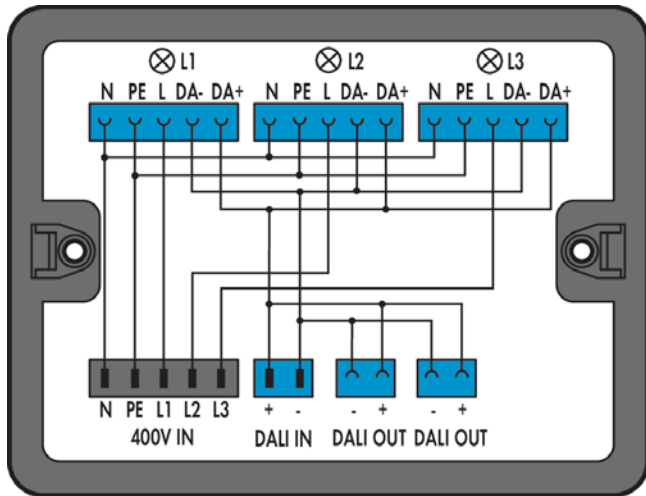 L1 L2 L3
N PE L DA- DA+ N PE L DA- DA+ N PE L DA- DA+
N PE L1 L2 L3 + - - + - +
400V IN DALI IN DALI OUT DALI OUT